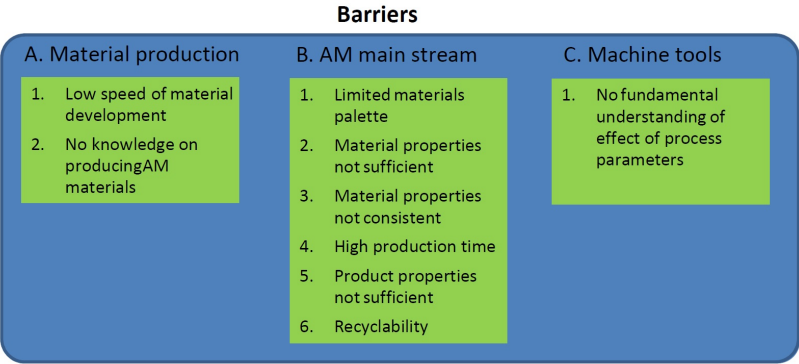 Barriers
A. Material production
1. Low speed of material
development
2. No knowledge on
producingAM
materials
B. AM main stream
1. Limited materials
palette
2. Material properties
not sufficient
3. Material properties
not consistent
4. High production time
5. Product properties
not sufficient
6. Recyclability
C. Machine tools
1. No fundamental
understanding of
effect of process
parameters